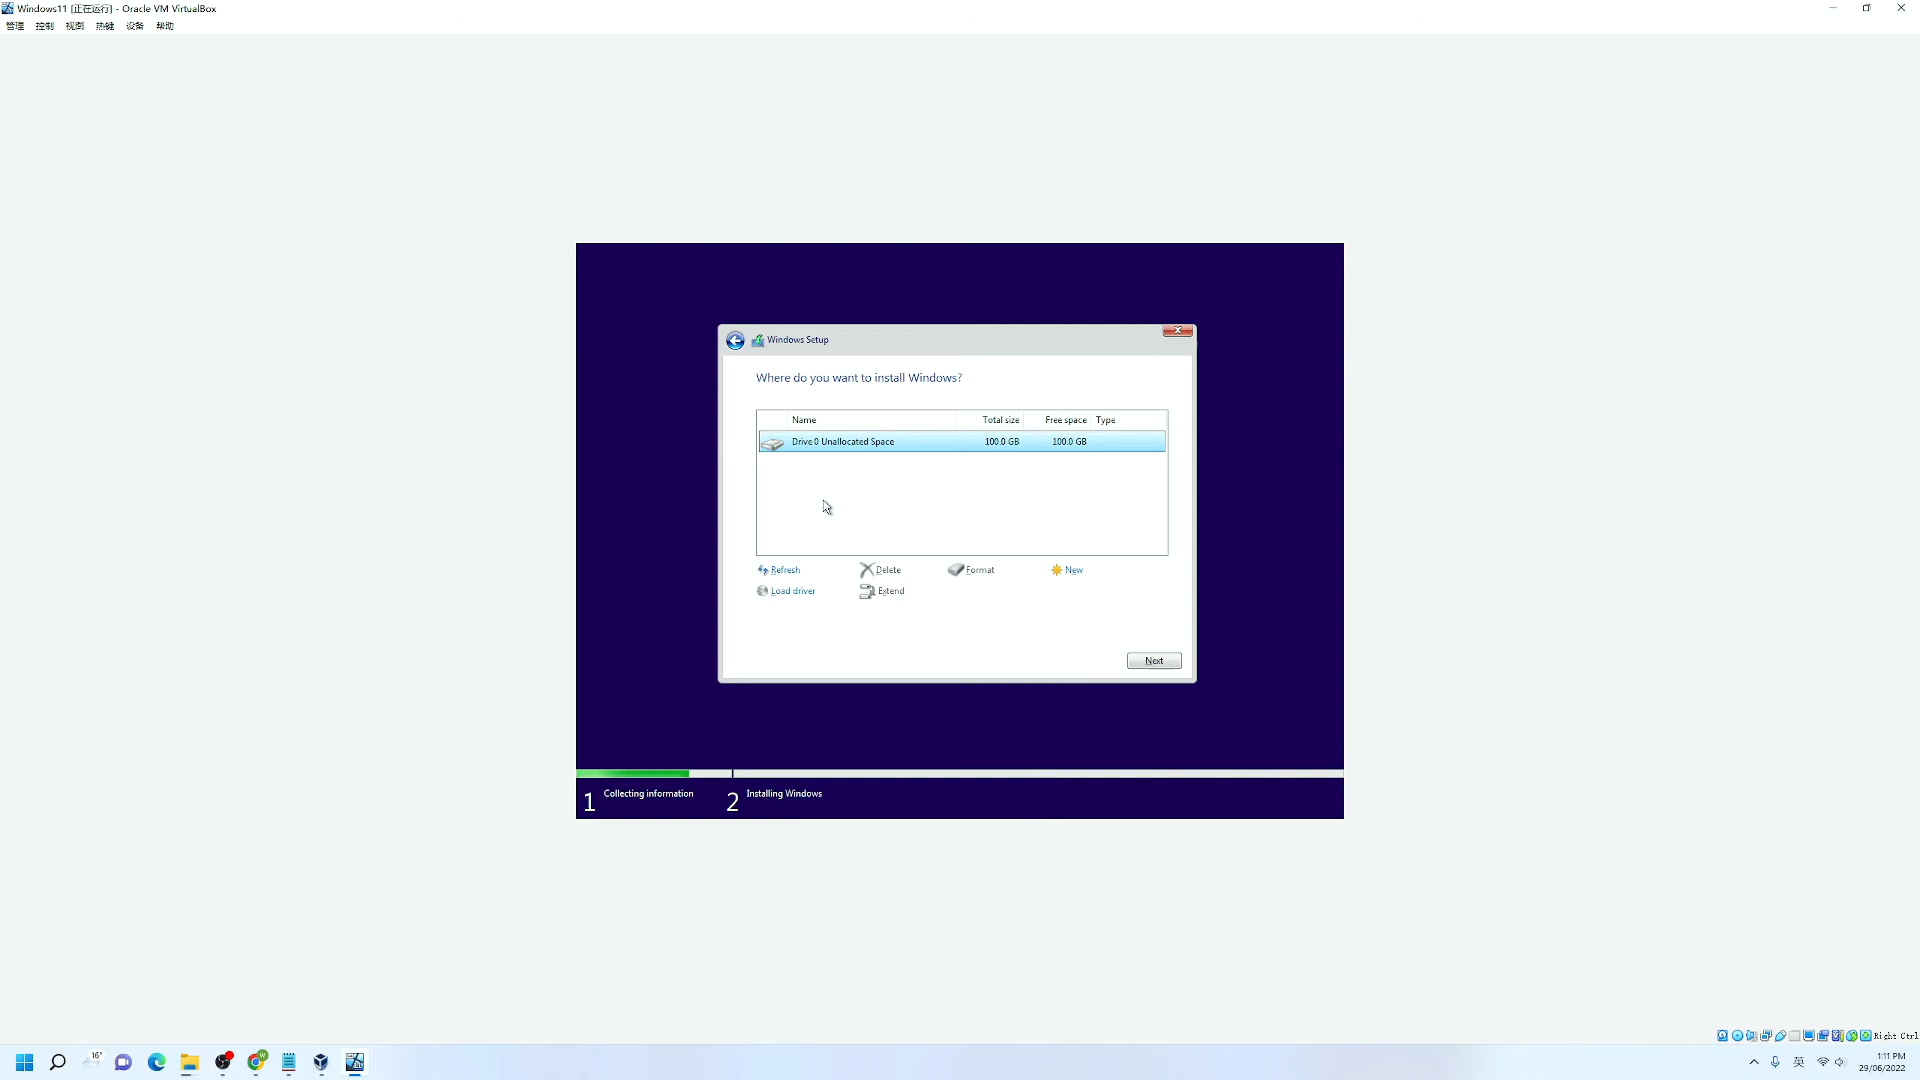 Windows11 [正在运行] - Oracle VM VirtualBox
管理 控制 视图 热键 设备 帮助
Windows Setup
Where do you want to install Windows?
Name Total size Free space Type
Drive 0 Unallocated Space 100.0 GB 100.0 GB
Refresh Delete Format New
Load driver Extend
Next
1 Collecting information 2 Installing Windows
Right Ctrl
16°
英
1:11 PM
29/06/2022